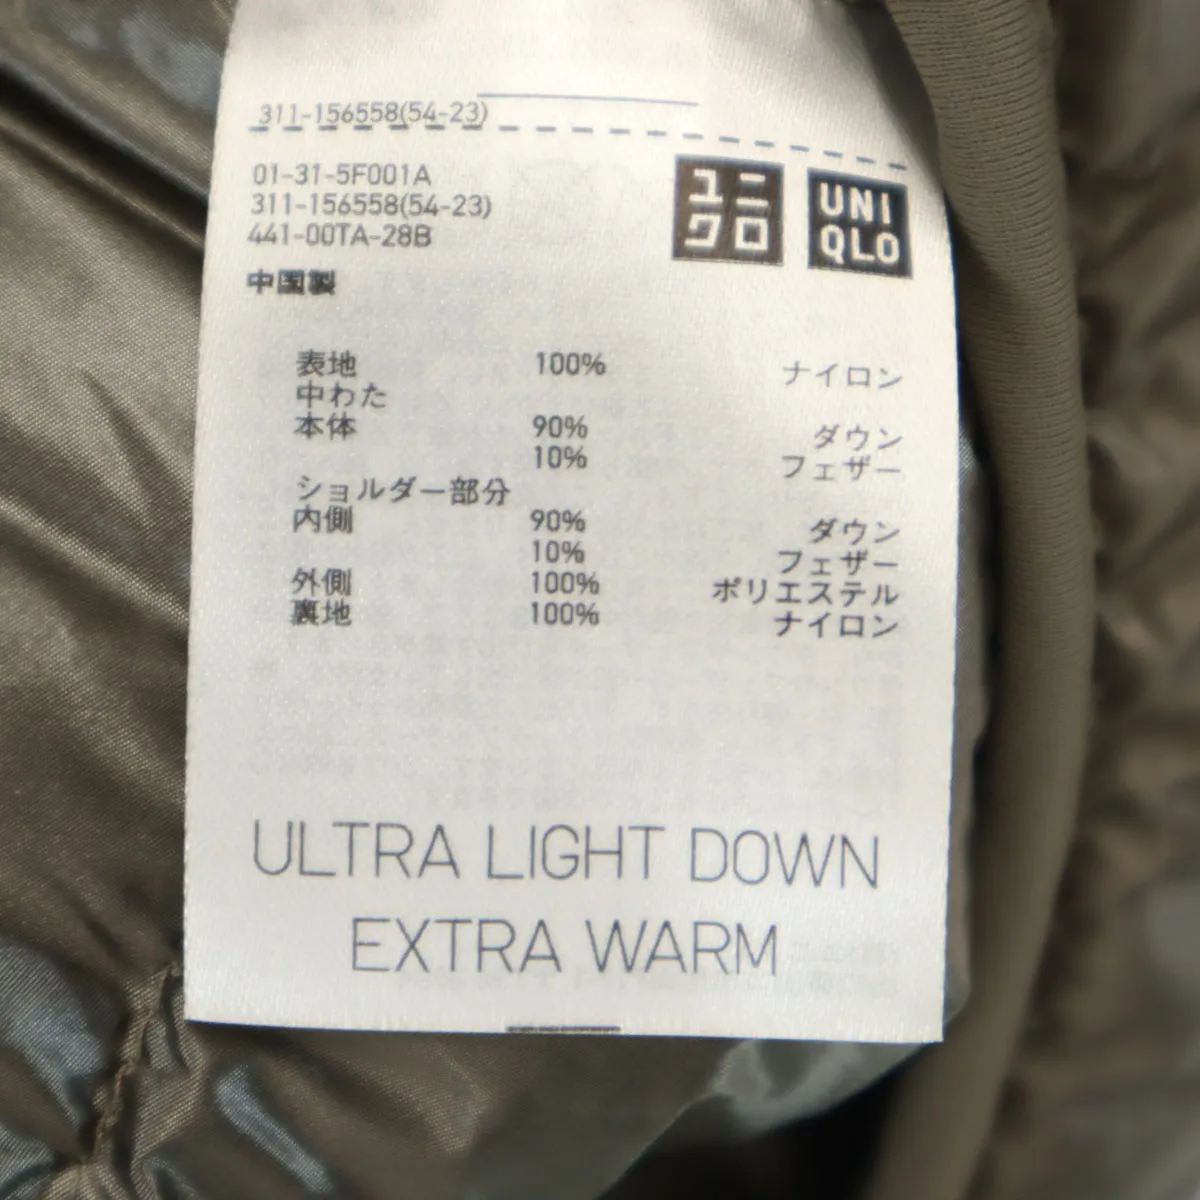 311-156558(54-23)
01-31-5F001A
311-156558(54-23)
441-00TA-28B
中国製
ユニ
クロ
UNI
QLO
表地 100% ナイロン
中わた
本体 90% ダウン
10% フェザー
ショルダー部分
内側 90% ダウン
10% フェザー
外側 100% ポリエステル
裏地 100% ナイロン
ULTRA LIGHT DOWN
EXTRA WARM